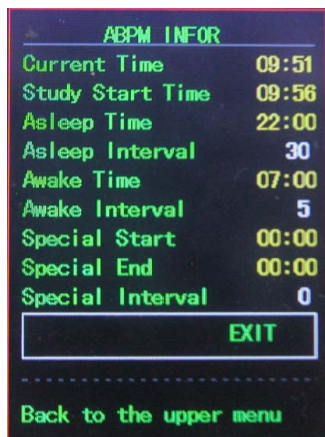 ABPM INFOR
Current Time 09:51
Study Start Time 09:56
Asleep Time 22:00
Asleep Interval 30
Awake Time 07:00
Awake Interval 5
Special Start 00:00
Special End 00:00
Special Interval 0
EXIT
Back to the upper menu